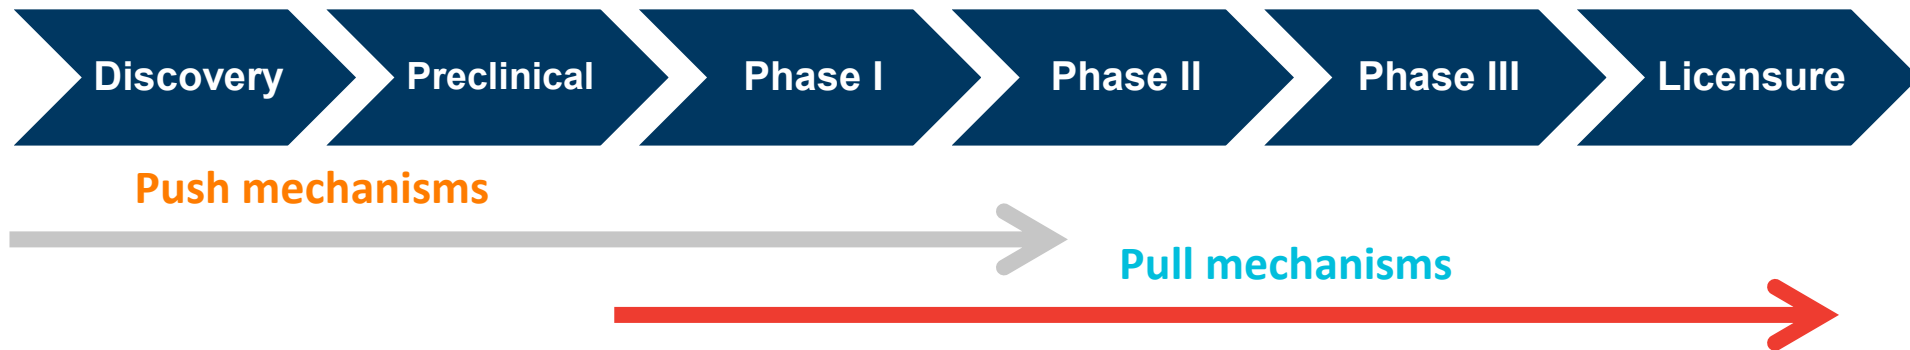 Discovery
Preclinical
Phase I
Phase II
Phase III
Licensure
Push mechanisms
Pull mechanisms